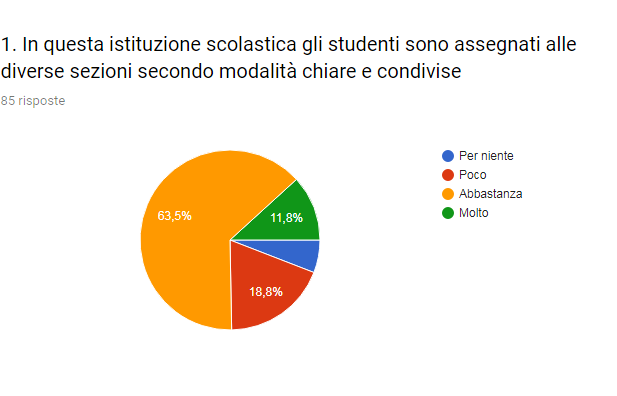 1. In questa istituzione scolastica gli studenti sono assegnati alle
diverse sezioni secondo modalità chiare e condivise
85 risposte
Per niente
Poco
Abbastanza
Molto
63,5%
11,8%
18,8%